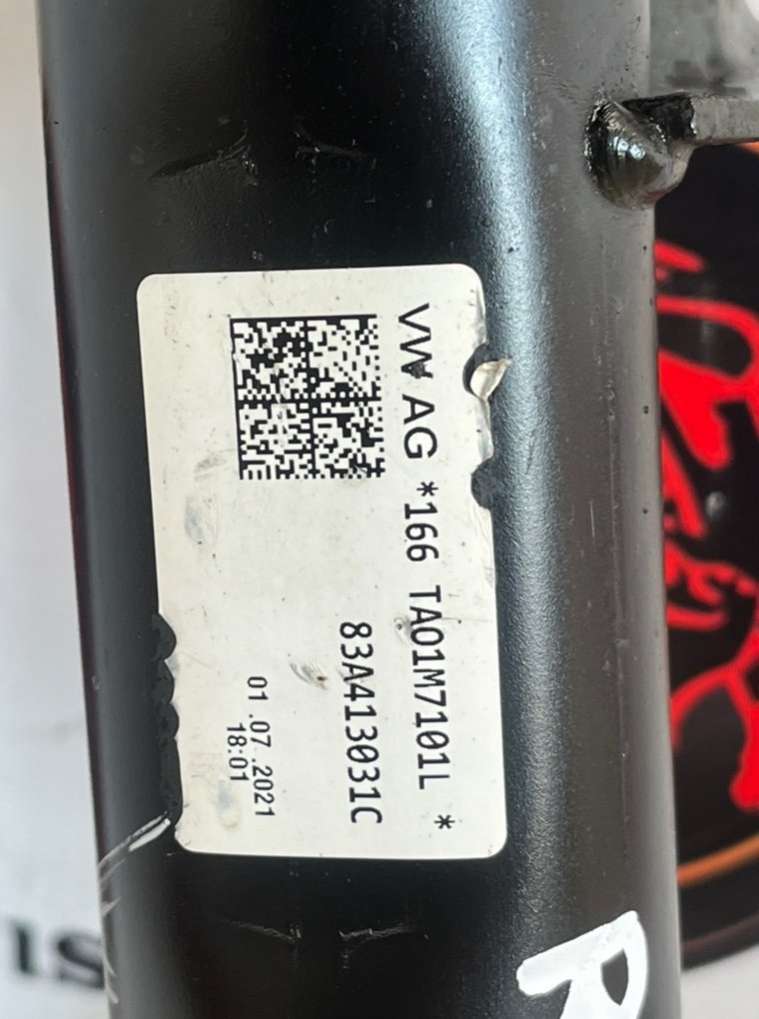 VW AG *166 TA01M7101L *
83A413031C
01 .07 .2021
18:01
R